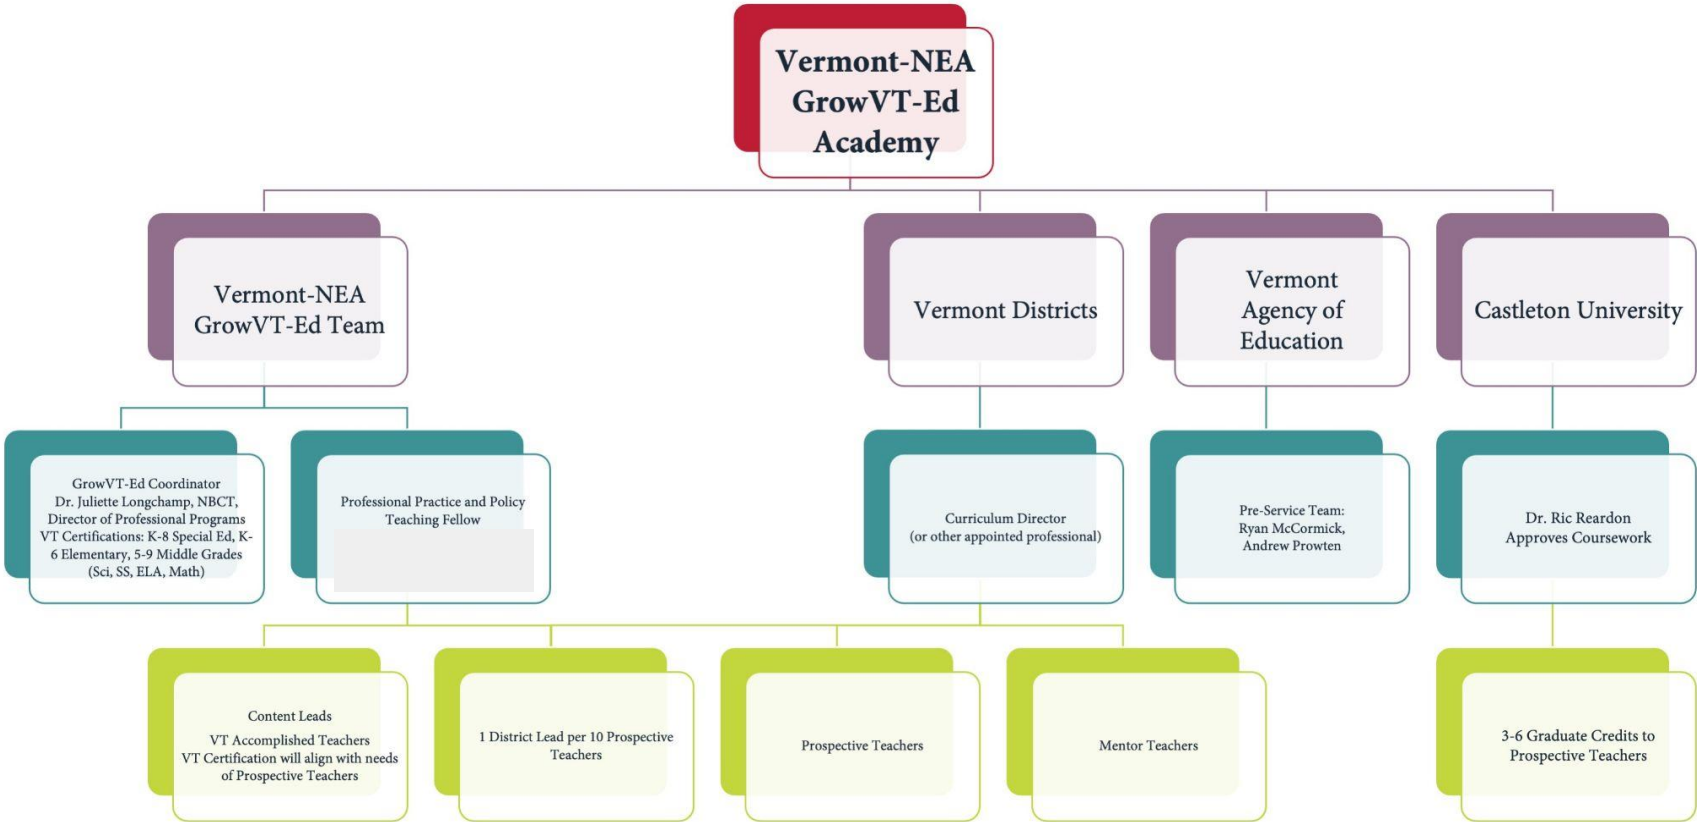 Vermont-NEA
GrowVT-Ed
Academy
Vermont-NEA
GrowVT-Ed Team
Vermont Districts
Vermont
Agency of
Education
Castleton University
GrowVT-Ed Coordinator
Dr. Juliette Longchamp, NBCT,
Director of Professional Programs
VT Certifications: K-8 Special Ed, K-
6 Elementary, 5-9 Middle Grades
(Sci, SS, ELA, Math)
Professional Practice and Policy
Teaching Fellow
Curriculum Director
(or other appointed professional)
Pre-Service Team:
Ryan McCormick,
Andrew Prowten
Dr. Ric Reardon
Approves Coursework
Content Leads
VT Accomplished Teachers
VT Certification will align with needs
of Prospective Teachers
1 District Lead per 10 Prospective
Teachers
Prospective Teachers
Mentor Teachers
3-6 Graduate Credits to
Prospective Teachers